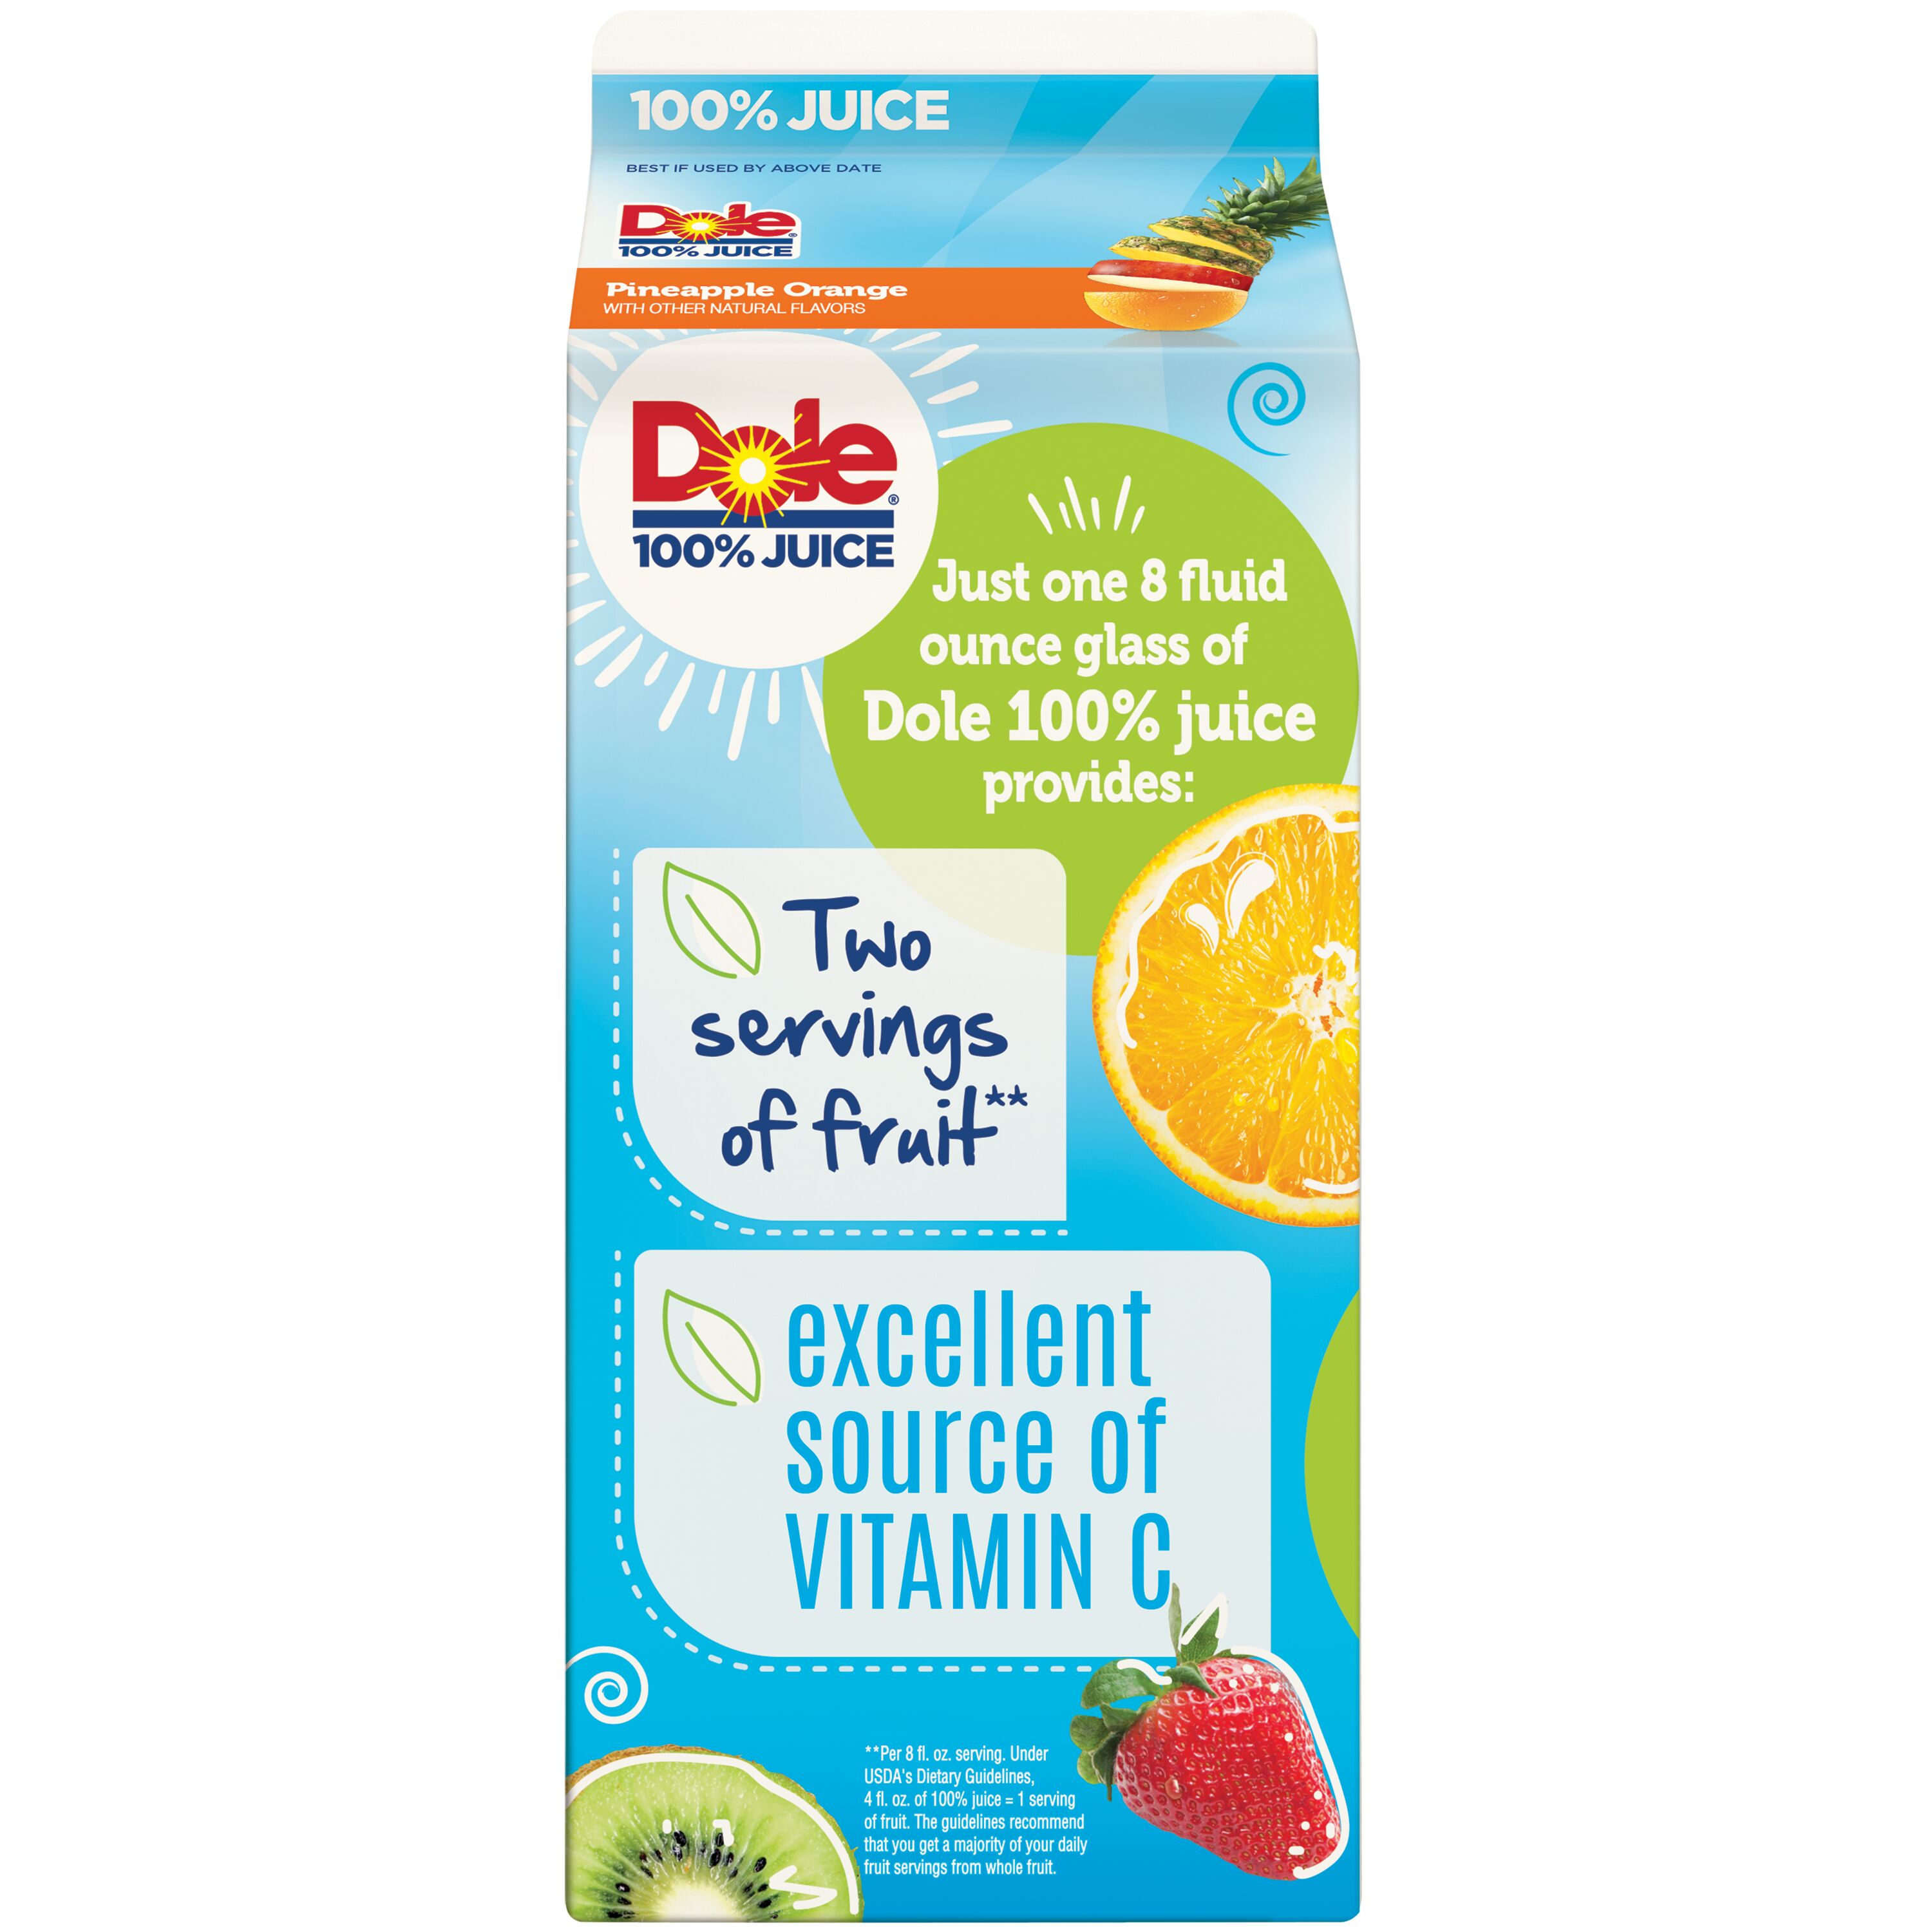 100% JUICE
BEST IF USED BY ABOVE DATE
Dole®
100% JUICE
Pineapple Orange
WITH OTHER NATURAL FLAVORS
Dole®
100% JUICE
Just one 8 fluid
ounce glass of
Dole 100% juice
provides:
Two
servings
of fruit**
excellent
source of
VITAMIN C
**Per 8 fl. oz. serving. Under
USDA's Dietary Guidelines,
4 fl. oz. of 100% juice = 1 serving
of fruit. The guidelines recommend
that you get a majority of your daily
fruit servings from whole fruit.